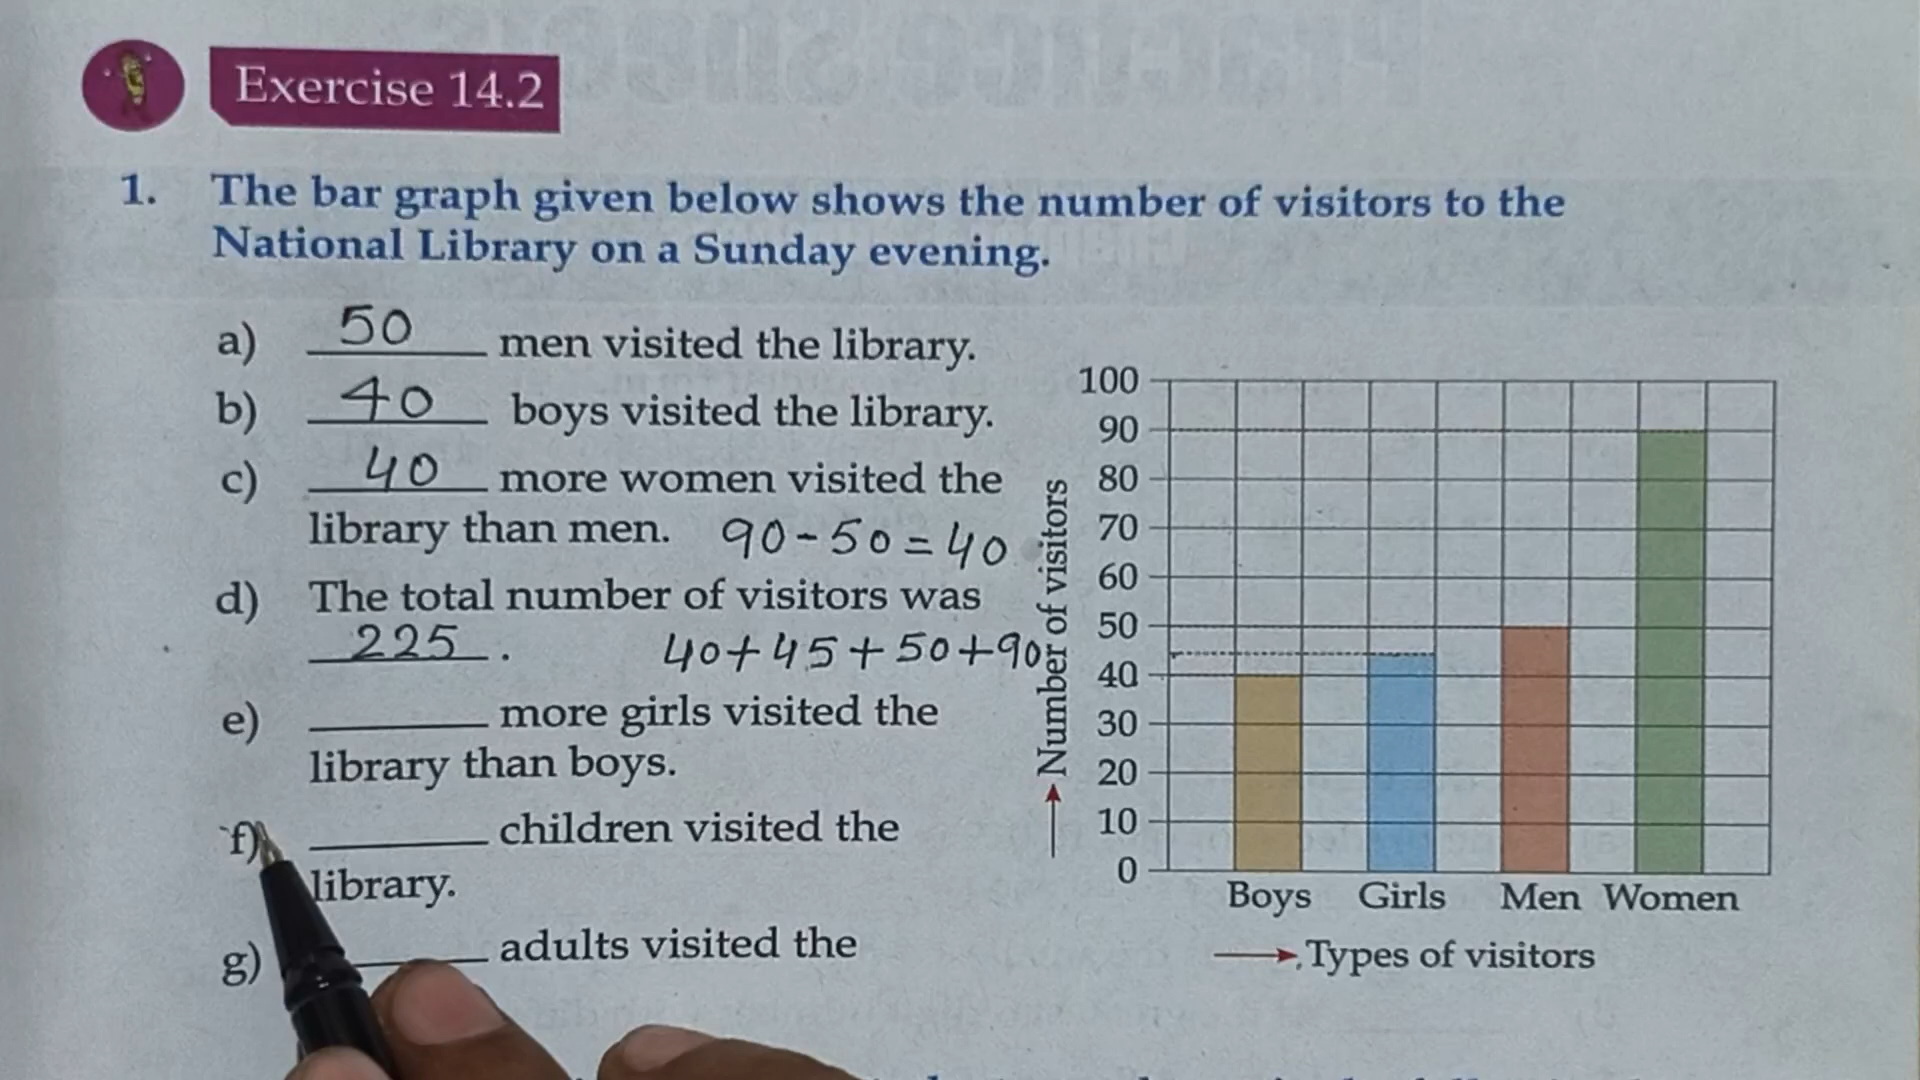 Exercise 14.2
1. The bar graph given below shows the number of visitors to the
National Library on a Sunday evening.
a) 50 men visited the library.
b) 40 boys visited the library.
c) 40 more women visited the
library than men. 90-50=40
d) The total number of visitors was
225. 40+45+50+90
e) ______ more girls visited the
library than boys.
f) ______ children visited the
library.
g) ______ adults visited the
100
90
80
70
60
50
40
30
20
10
0
Number of visitors
Boys Girls Men Women
Types of visitors